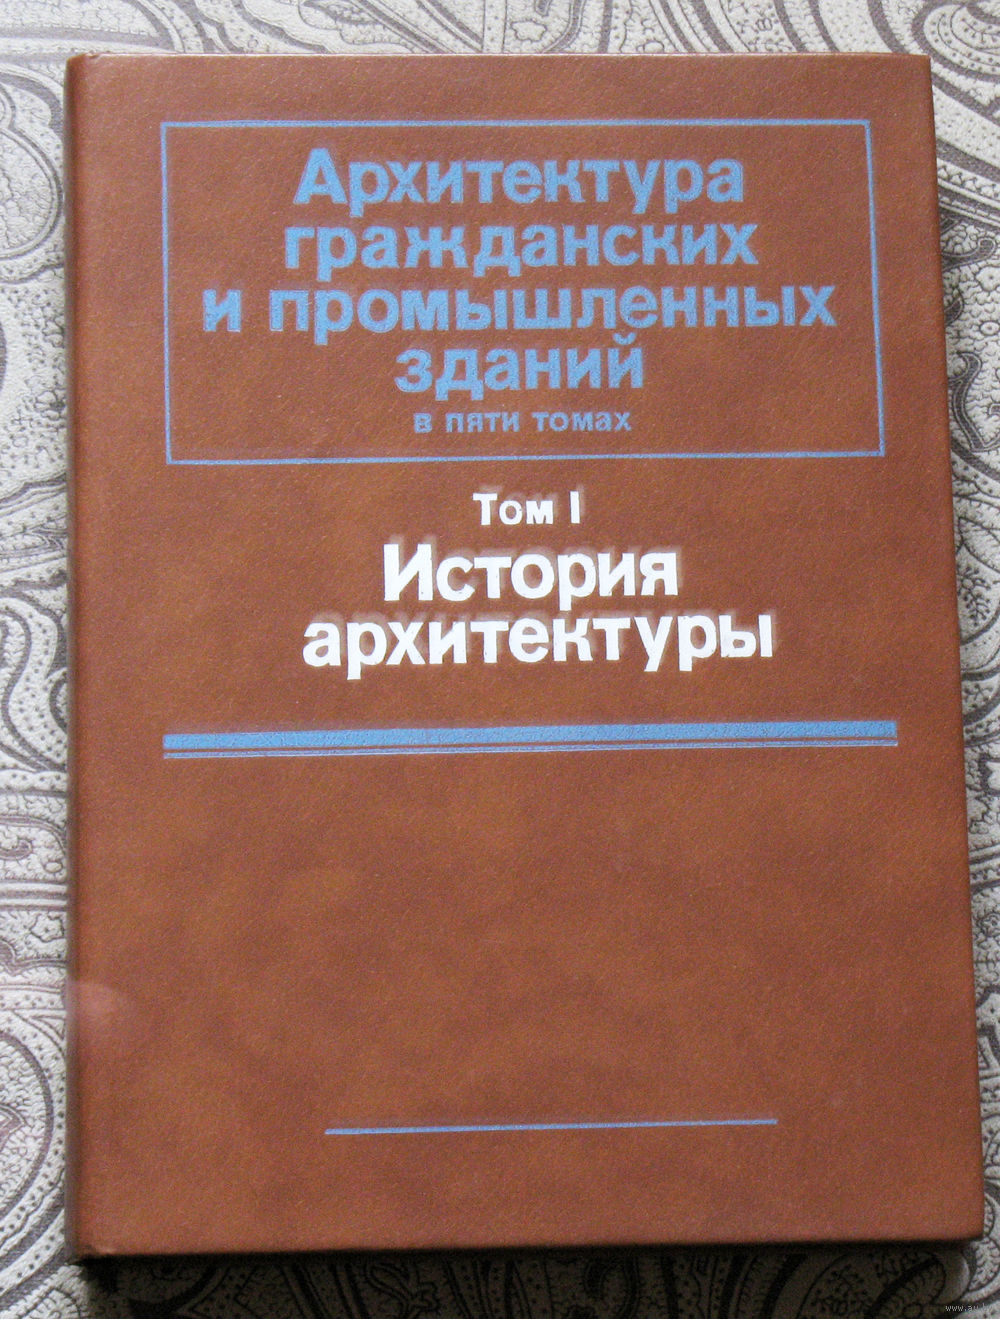 Архитектура
гражданских
и промышленных
зданий
в пяти томах
Том I
История
архитектуры